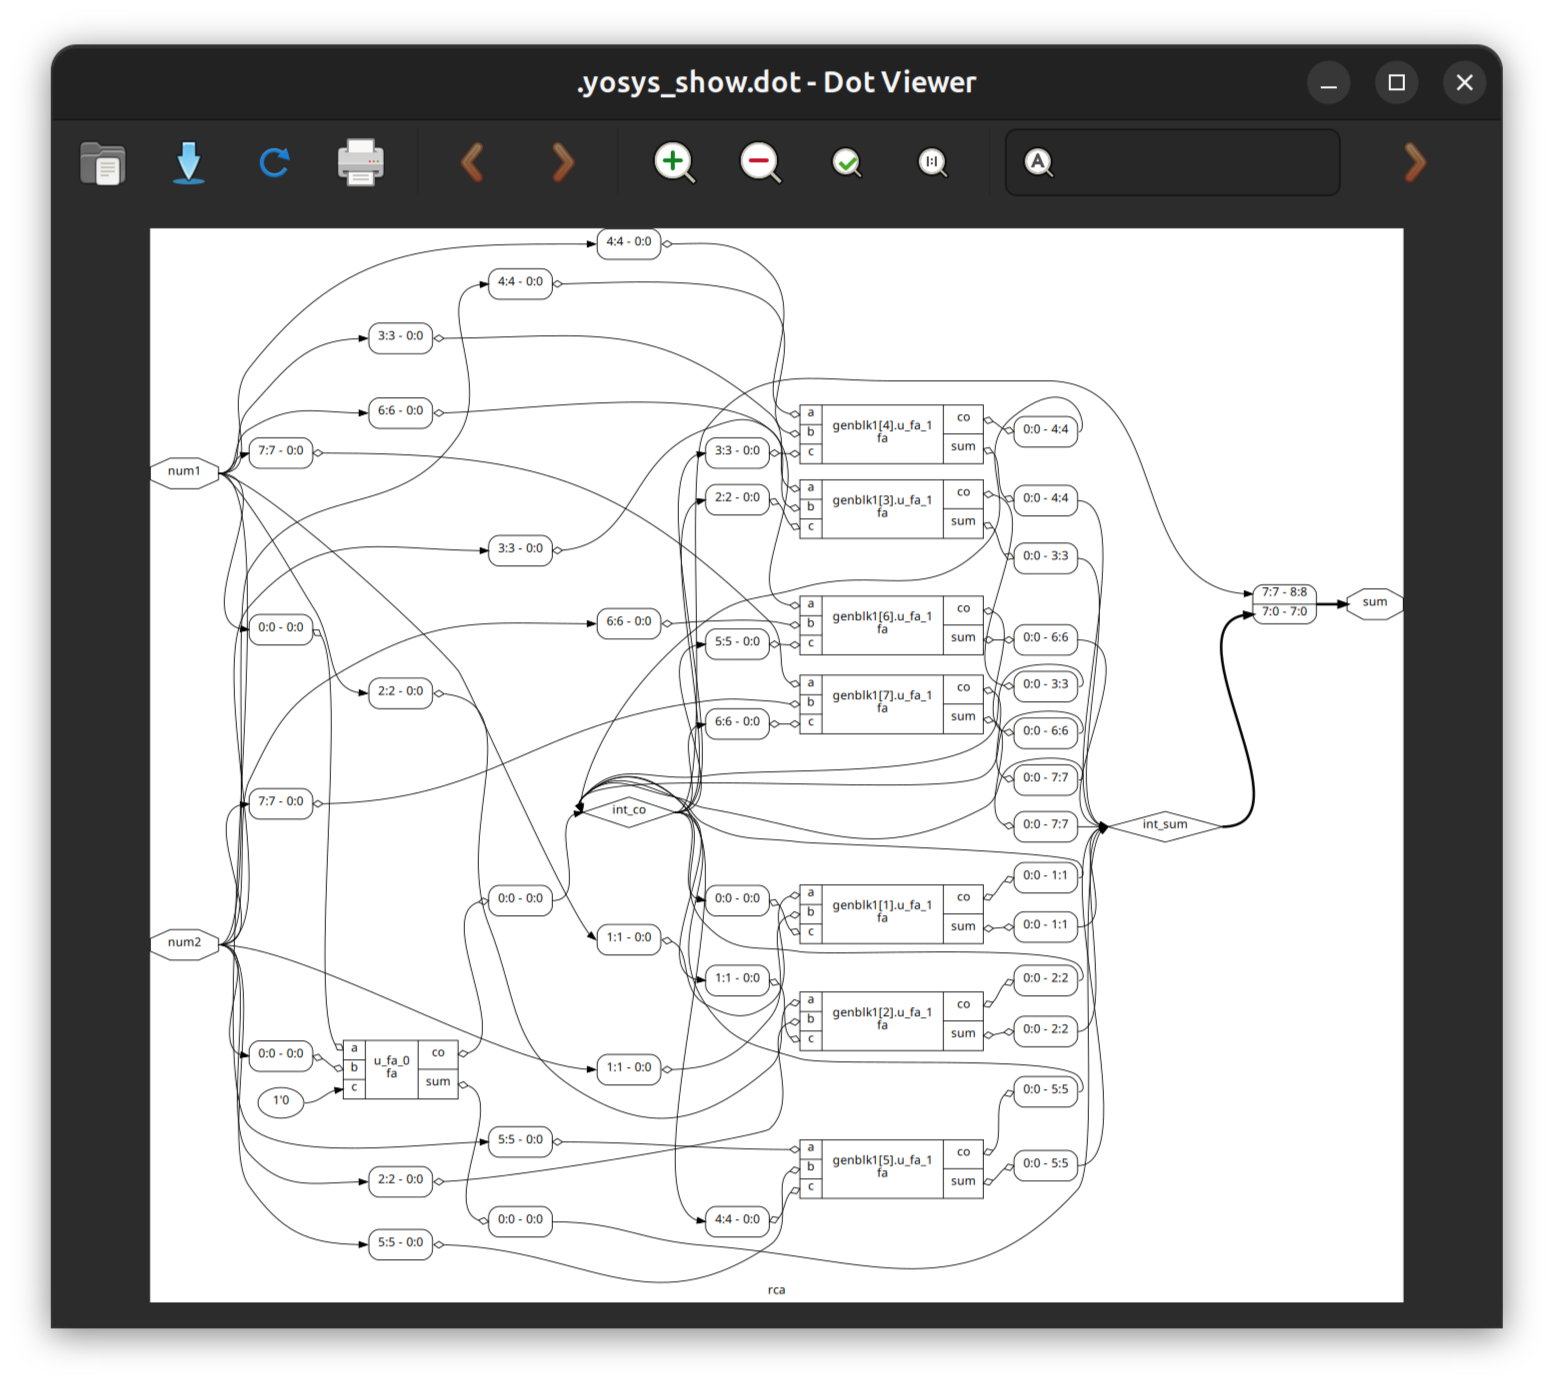 .yosys_show.dot - Dot Viewer
A
4:4 - 0:0
4:4 - 0:0
3:3 - 0:0
6:6 - 0:0
7:7 - 0:0
num1
3:3 - 0:0
0:0 - 0:0
6:6 - 0:0
2:2 - 0:0
7:7 - 0:0
int_co
0:0 - 0:0
1:1 - 0:0
num2
0:0 - 0:0
1'0
a
b
c
u_fa_0
fa
co
sum
1:1 - 0:0
5:5 - 0:0
2:2 - 0:0
0:0 - 0:0
5:5 - 0:0
3:3 - 0:0
2:2 - 0:0
5:5 - 0:0
6:6 - 0:0
0:0 - 0:0
1:1 - 0:0
4:4 - 0:0
a
b
c
genblk1[4].u_fa_1
fa
co
sum
a
b
c
genblk1[3].u_fa_1
fa
co
sum
a
b
c
genblk1[6].u_fa_1
fa
co
sum
a
b
c
genblk1[7].u_fa_1
fa
co
sum
a
b
c
genblk1[1].u_fa_1
fa
co
sum
a
b
c
genblk1[2].u_fa_1
fa
co
sum
a
b
c
genblk1[5].u_fa_1
fa
co
sum
0:0 - 4:4
0:0 - 4:4
0:0 - 3:3
0:0 - 6:6
0:0 - 3:3
0:0 - 6:6
0:0 - 7:7
0:0 - 7:7
0:0 - 1:1
0:0 - 1:1
0:0 - 2:2
0:0 - 2:2
0:0 - 5:5
0:0 - 5:5
int_sum
7:7 - 8:8
7:0 - 7:0
sum
rca